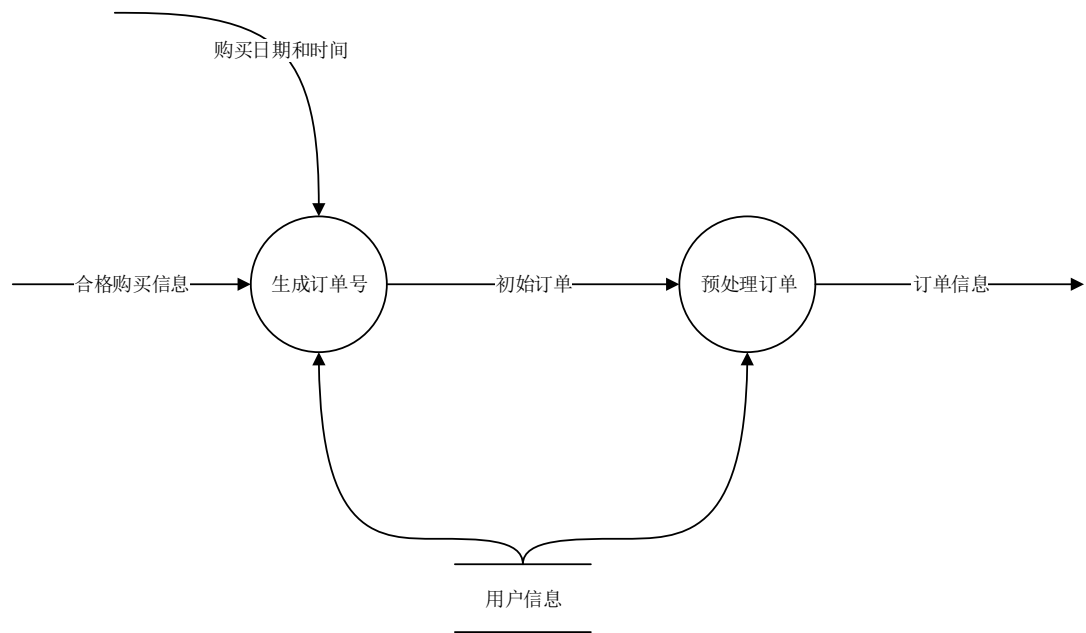 购买日期和时间
合格购买信息
生成订单号
初始订单
预处理订单
订单信息
用户信息